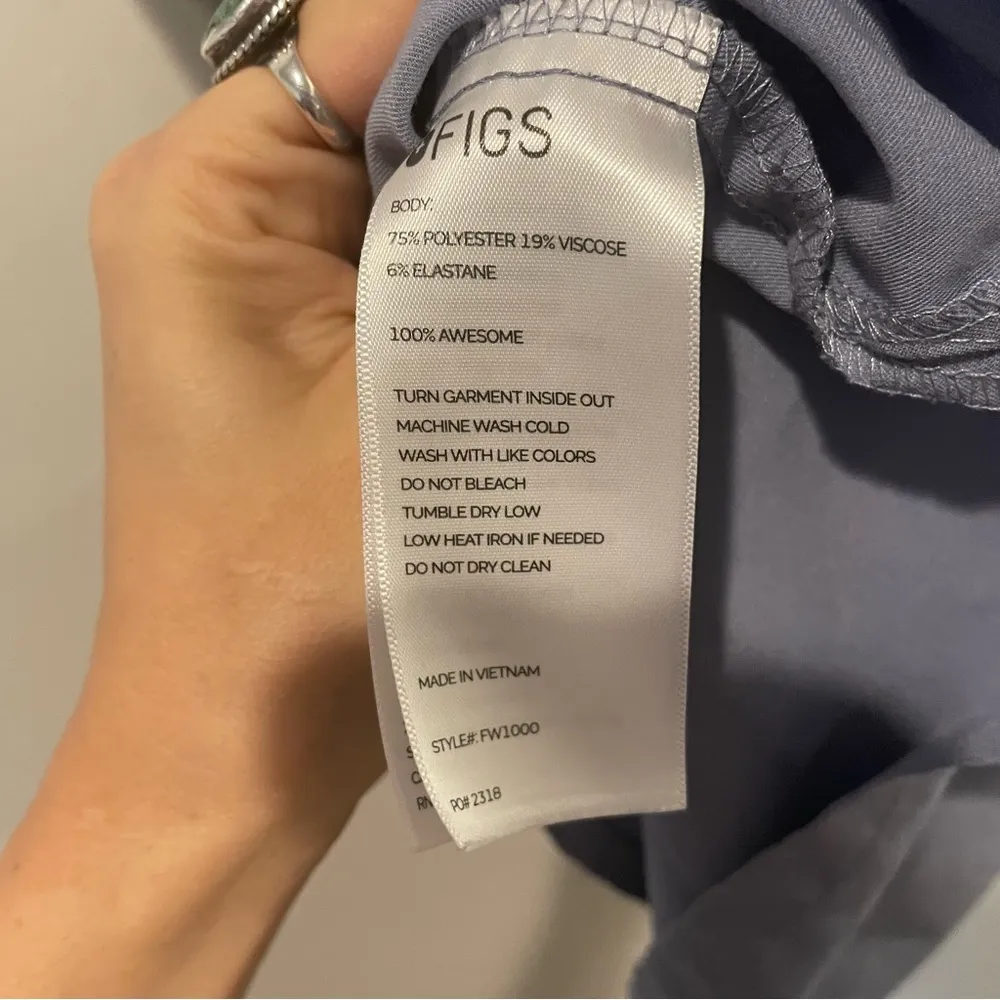 FIGS
BODY:
75% POLYESTER 19% VISCOSE
6% ELASTANE
100% AWESOME
TURN GARMENT INSIDE OUT
MACHINE WASH COLD
WASH WITH LIKE COLORS
DO NOT BLEACH
TUMBLE DRY LOW
LOW HEAT IRON IF NEEDED
DO NOT DRY CLEAN
MADE IN VIETNAM
STYLE#: FW1000
PO# 2318
RN